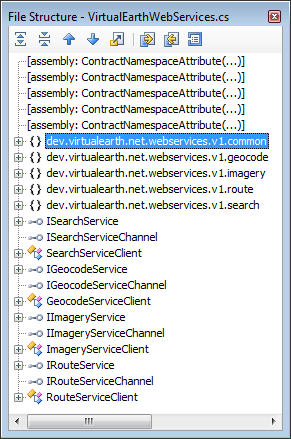 File Structure - VirtualEarthWebServices.cs
[assembly: ContractNamespaceAttribute(...)]
[assembly: ContractNamespaceAttribute(...)]
[assembly: ContractNamespaceAttribute(...)]
[assembly: ContractNamespaceAttribute(...)]
[assembly: ContractNamespaceAttribute(...)]
{} dev.virtualearth.net.webservices.v1.common
{} dev.virtualearth.net.webservices.v1.geocode
{} dev.virtualearth.net.webservices.v1.imagery
{} dev.virtualearth.net.webservices.v1.route
{} dev.virtualearth.net.webservices.v1.search
ISearchService
ISearchServiceChannel
SearchServiceClient
IGeocodeService
IGeocodeServiceChannel
GeocodeServiceClient
IImageryService
IImageryServiceChannel
ImageryServiceClient
IRouteService
IRouteServiceChannel
RouteServiceClient